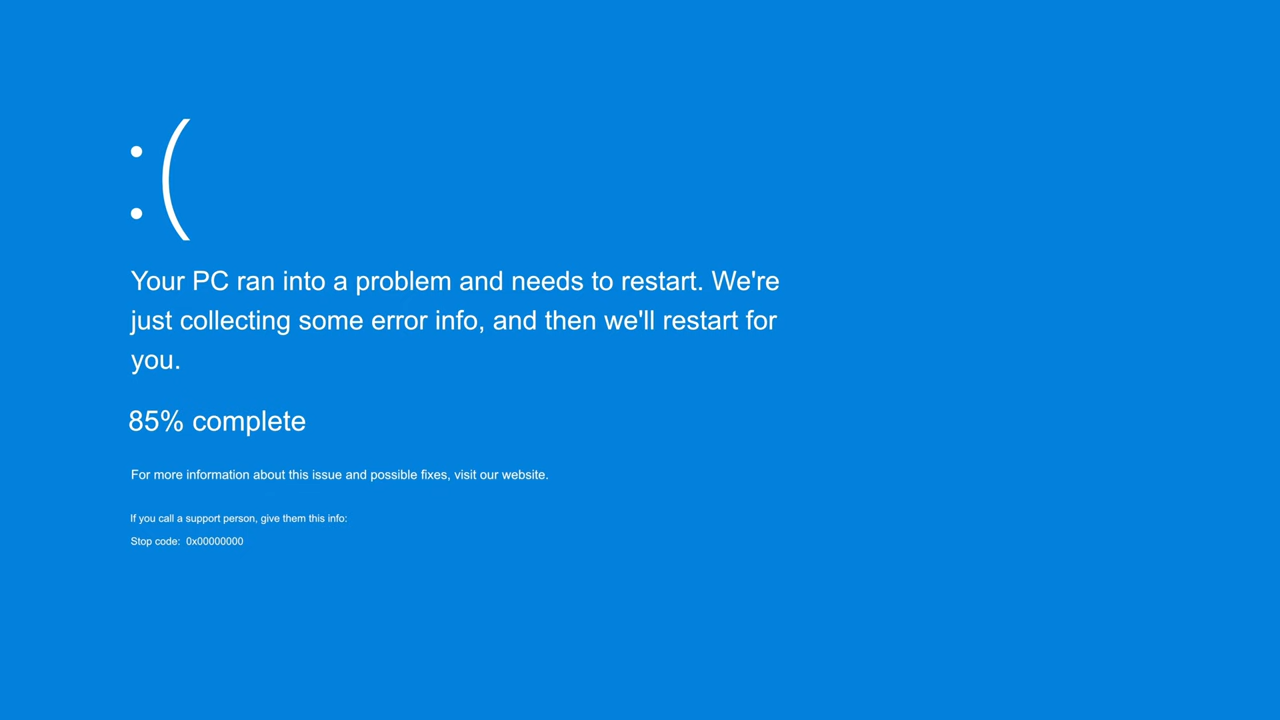 :(
Your PC ran into a problem and needs to restart. We're
just collecting some error info, and then we'll restart for
you.
85% complete
For more information about this issue and possible fixes, visit our website.
If you call a support person, give them this info:
Stop code:  0x00000000